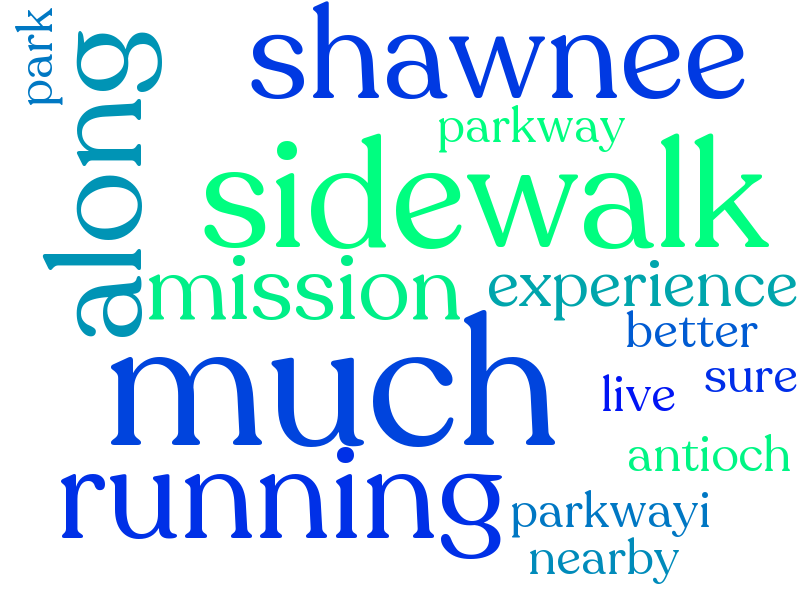 park
along
shawnee
parkway
sidewalk
mission
experience
better
much
sure
live
antioch
running
parkwayi
nearby